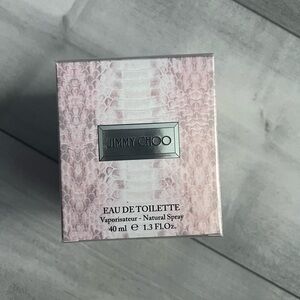 JIMMY CHOO
EAU DE TOILETTE
Vaporisateur - Natural Spray
40 ml ℮ 1.3 Fl.Oz.